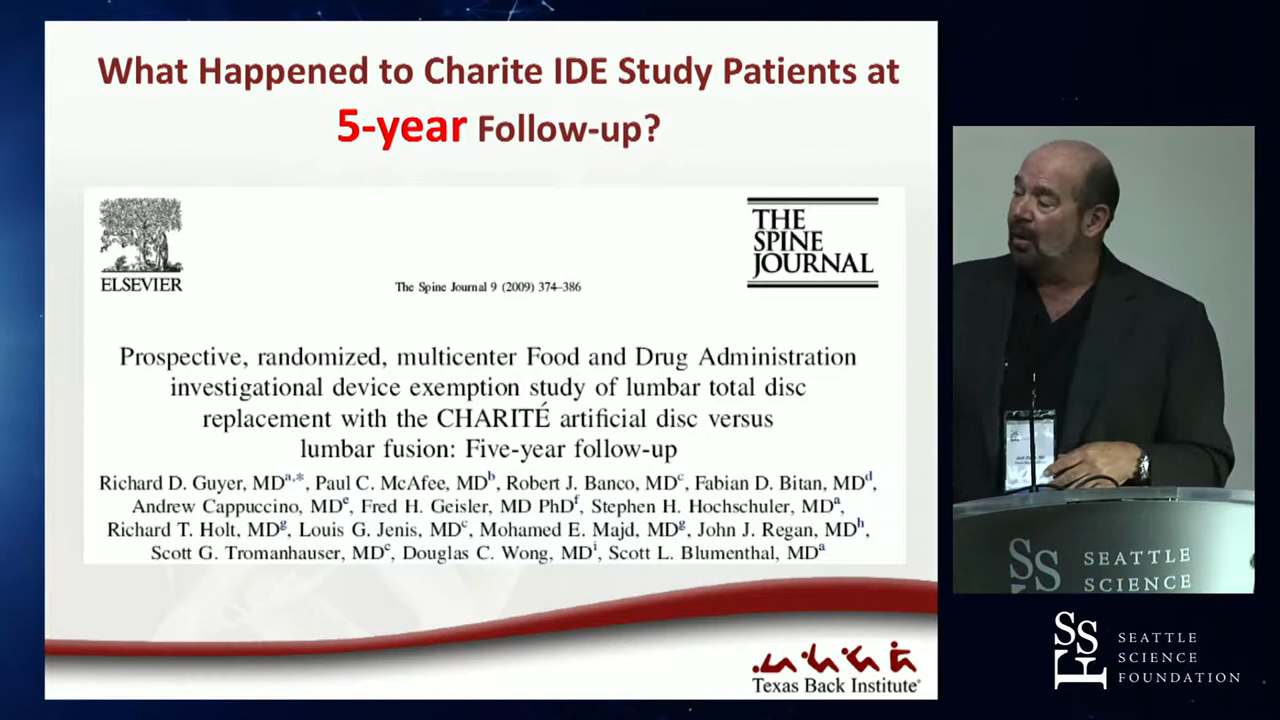 What Happened to Charite IDE Study Patients at
5-year Follow-up?
ELSEVIER
THE
SPINE
JOURNAL
The Spine Journal 9 (2009) 374–386
Prospective, randomized, multicenter Food and Drug Administration
investigational device exemption study of lumbar total disc
replacement with the CHARITÉ artificial disc versus
lumbar fusion: Five-year follow-up
Richard D. Guyer, MDa,*, Paul C. McAfee, MDb, Robert J. Banco, MDc, Fabian D. Bitan, MDd,
Andrew Cappuccino, MDe, Fred H. Geisler, MD PhDf, Stephen H. Hochschuler, MDa,
Richard T. Holt, MDg, Louis G. Jenis, MDc, Mohamed E. Majd, MDg, John J. Regan, MDh,
Scott G. Tromanhauser, MDc, Douglas C. Wong, MDi, Scott L. Blumenthal, MDa
Texas Back Institute
SSF
SEATTLE
SCIENCE
SSF
SEATTLE
SCIENCE
FOUNDATION